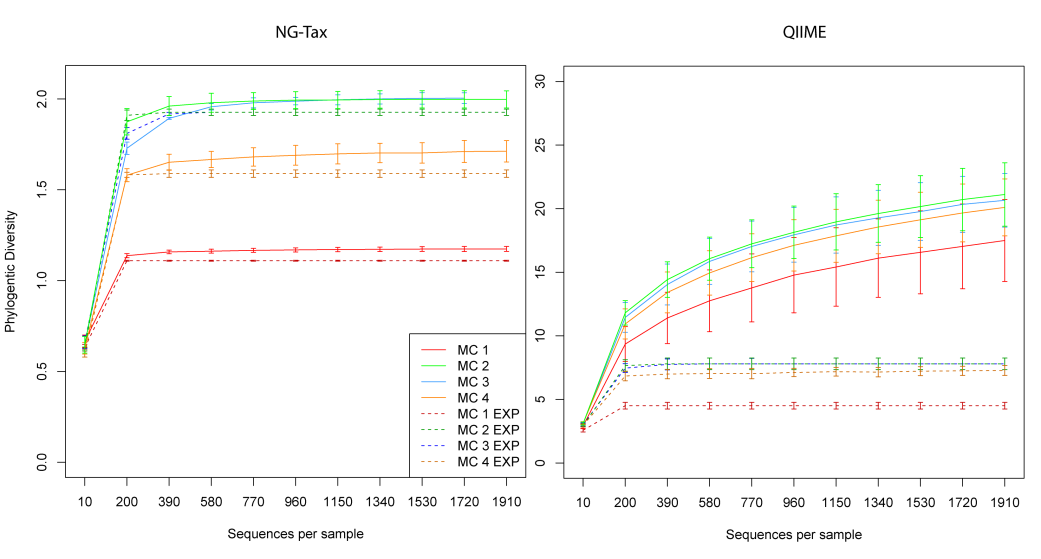 NG-Tax
QIIME
Phylogentic Diversity
2.0
1.5
1.0
0.5
0.0
MC 1
MC 2
MC 3
MC 4
MC 1 EXP
MC 2 EXP
MC 3 EXP
MC 4 EXP
10 200 390 580 770 960 1150 1340 1530 1720 1910
Sequences per sample
30
25
20
15
10
5
0
10 200 390 580 770 960 1150 1340 1530 1720 1910
Sequences per sample